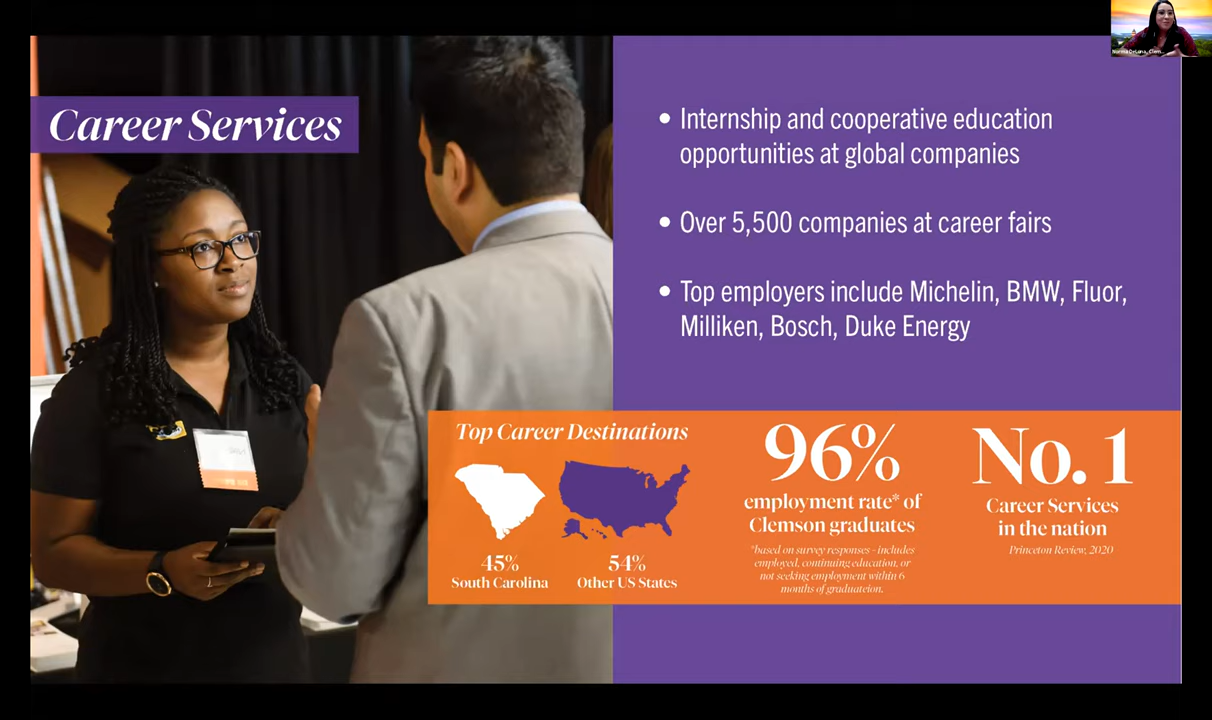 Career Services
• Internship and cooperative education
opportunities at global companies
• Over 5,500 companies at career fairs
• Top employers include Michelin, BMW, Fluor,
Milliken, Bosch, Duke Energy
Top Career Destinations
45%
South Carolina
54%
Other US States
96%
employment rate* of
Clemson graduates
*based on survey responses - includes
employed, continuing education, or
not seeking employment within 6
months of graduateion.
No. 1
Career Services
in the nation
Princeton Review, 2020